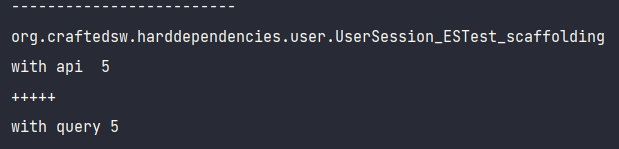 -------------------------
org.craftedsw.harddependencies.user.UserSession_ESTest_scaffolding
with api  5
+++++
with query 5